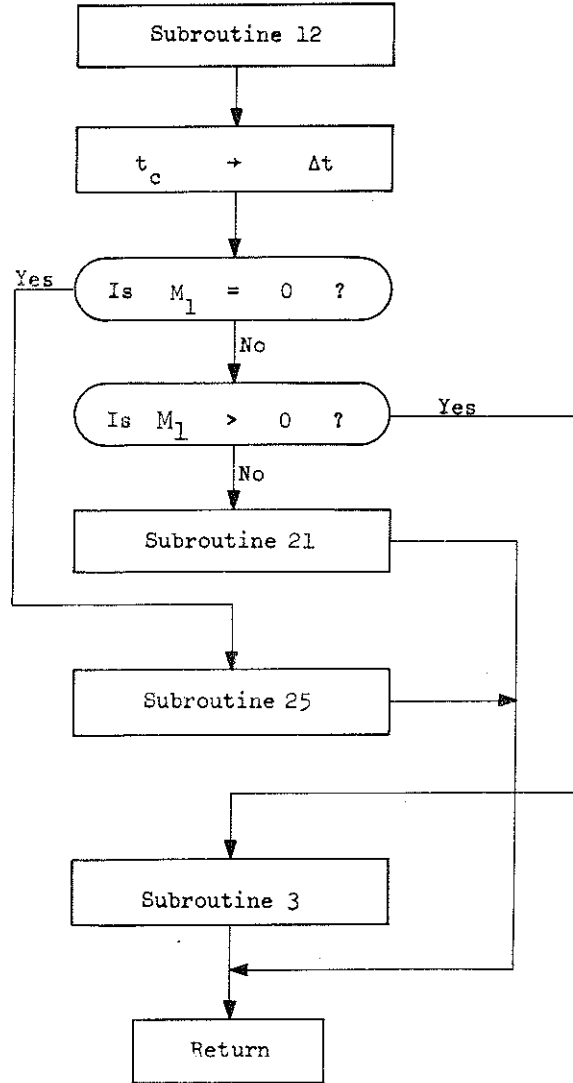 Subroutine 12
t_c → Δt
Yes
Is M_1 = 0 ?
No
Is M_1 > 0 ?
Yes
No
Subroutine 21
Subroutine 25
Subroutine 3
Return